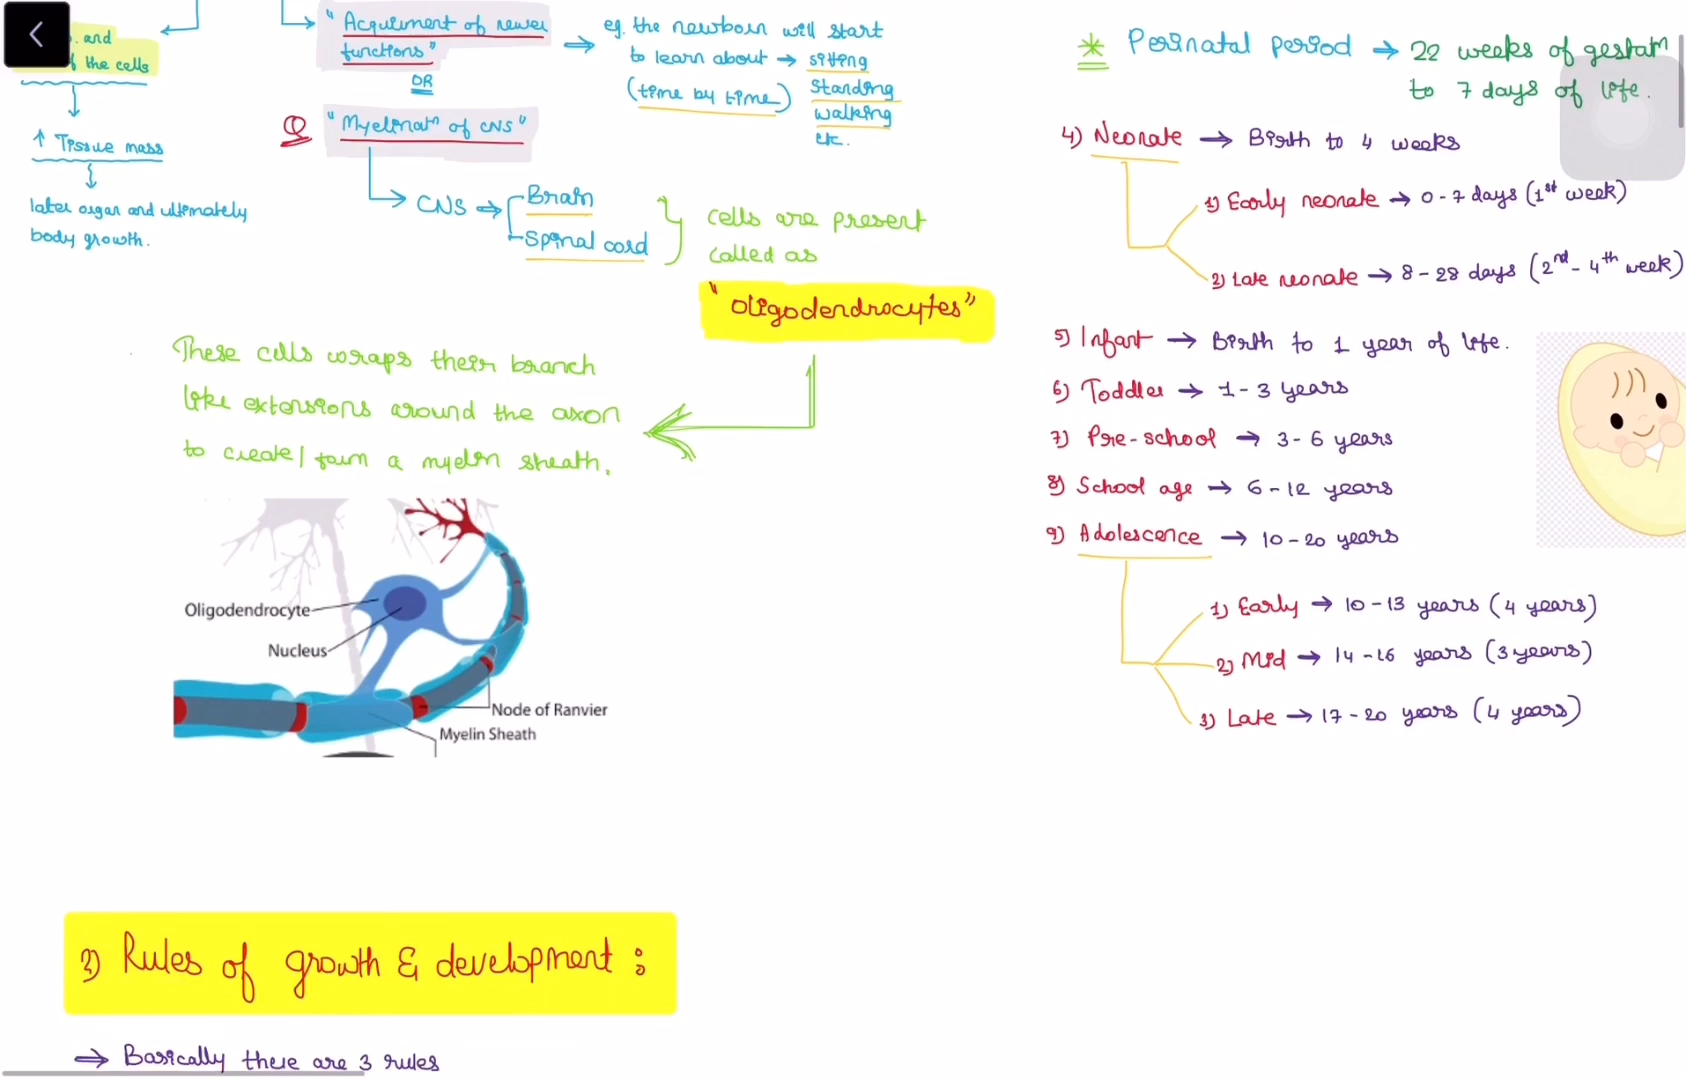 . and
f the cells
↑ Tissue mass
later organ and ultimately
body growth.
"Acquirement of newer
functions"
OR
Q "Myelinatn of CNS"
eg. the newborn will start
to learn about → sitting
(time by time) standing
walking
etc.
CNS ⇒ Brain
Spinal cord
cells are present
called as
"Oligodendrocytes"
These cells wraps their branch
like extensions around the axon
to create/ form a myelin sheath.
Oligodendrocyte
Nucleus
Node of Ranvier
Myelin Sheath
3) Rules of growth & development :
⇒ Basically there are 3 rules
* Perinatal period → 22 weeks of gestatn
to 7 days of life.
4) Neonate → Birth to 4 weeks
1) Early neonate → 0-7 days (1st week)
2) Late neonate → 8-28 days (2nd - 4th week)
5) Infant → Birth to 1 year of life.
6) Toddler → 1-3 years
7) Pre-school → 3-6 years
8) School age → 6-12 years
9) Adolescence → 10-20 years
1) Early → 10-13 years (4 years)
2) Mid → 14-16 years (3 years)
3) Late → 17-20 years (4 years)